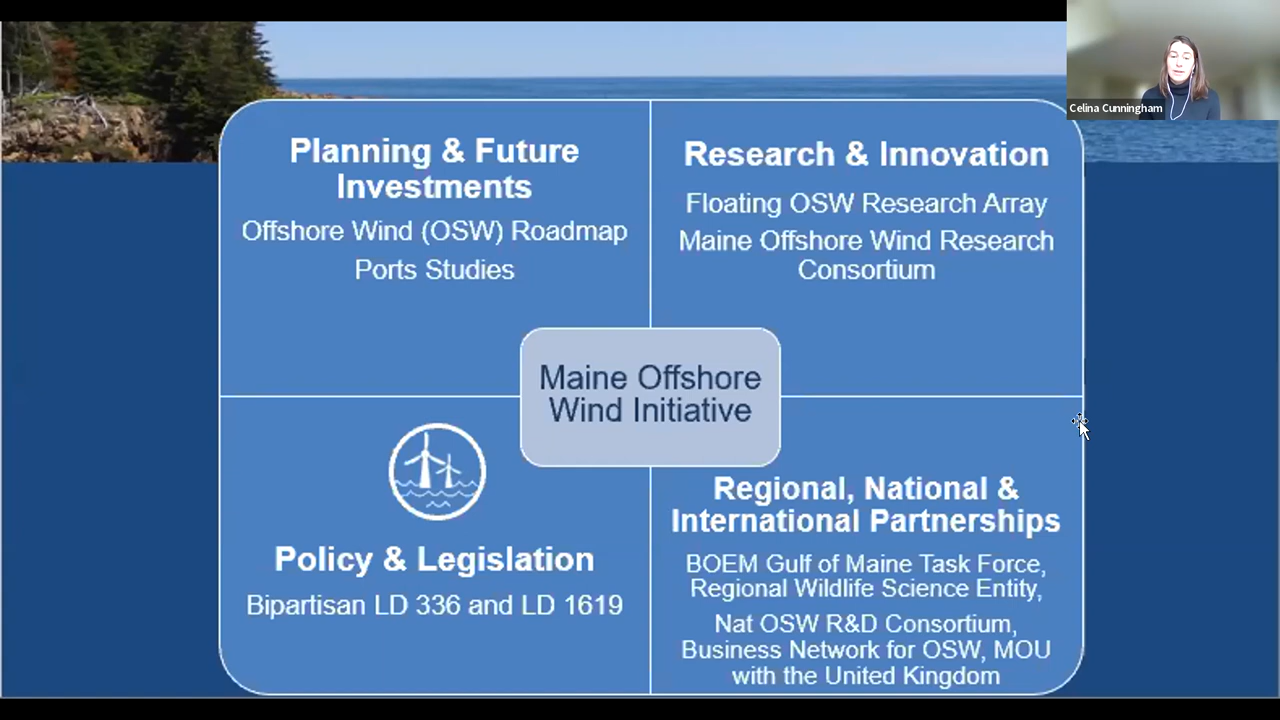 Celina Cunningham
Planning & Future
Investments
Offshore Wind (OSW) Roadmap
Ports Studies
Research & Innovation
Floating OSW Research Array
Maine Offshore Wind Research
Consortium
Maine Offshore
Wind Initiative
Policy & Legislation
Bipartisan LD 336 and LD 1619
Regional, National &
International Partnerships
BOEM Gulf of Maine Task Force,
Regional Wildlife Science Entity,
Nat OSW R&D Consortium,
Business Network for OSW, MOU
with the United Kingdom